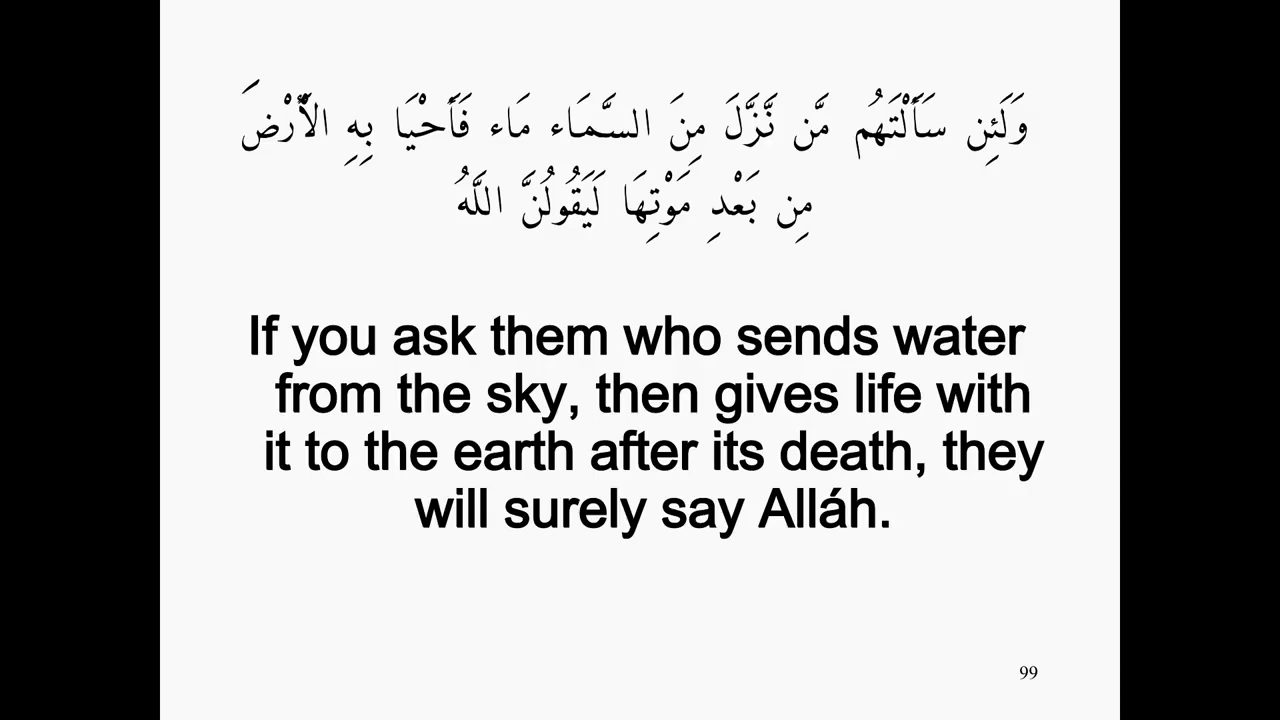 وَلَئِن سَأَلْتَهُم مَّن نَّزَّلَ مِنَ السَّمَاء مَاء فَأَحْيَا بِهِ الأَرْضَ
مِن بَعْدِ مَوْتِهَا لَيَقُولُنَّ اللَّهُ
If you ask them who sends water
from the sky, then gives life with
it to the earth after its death, they
will surely say Alláh.
99